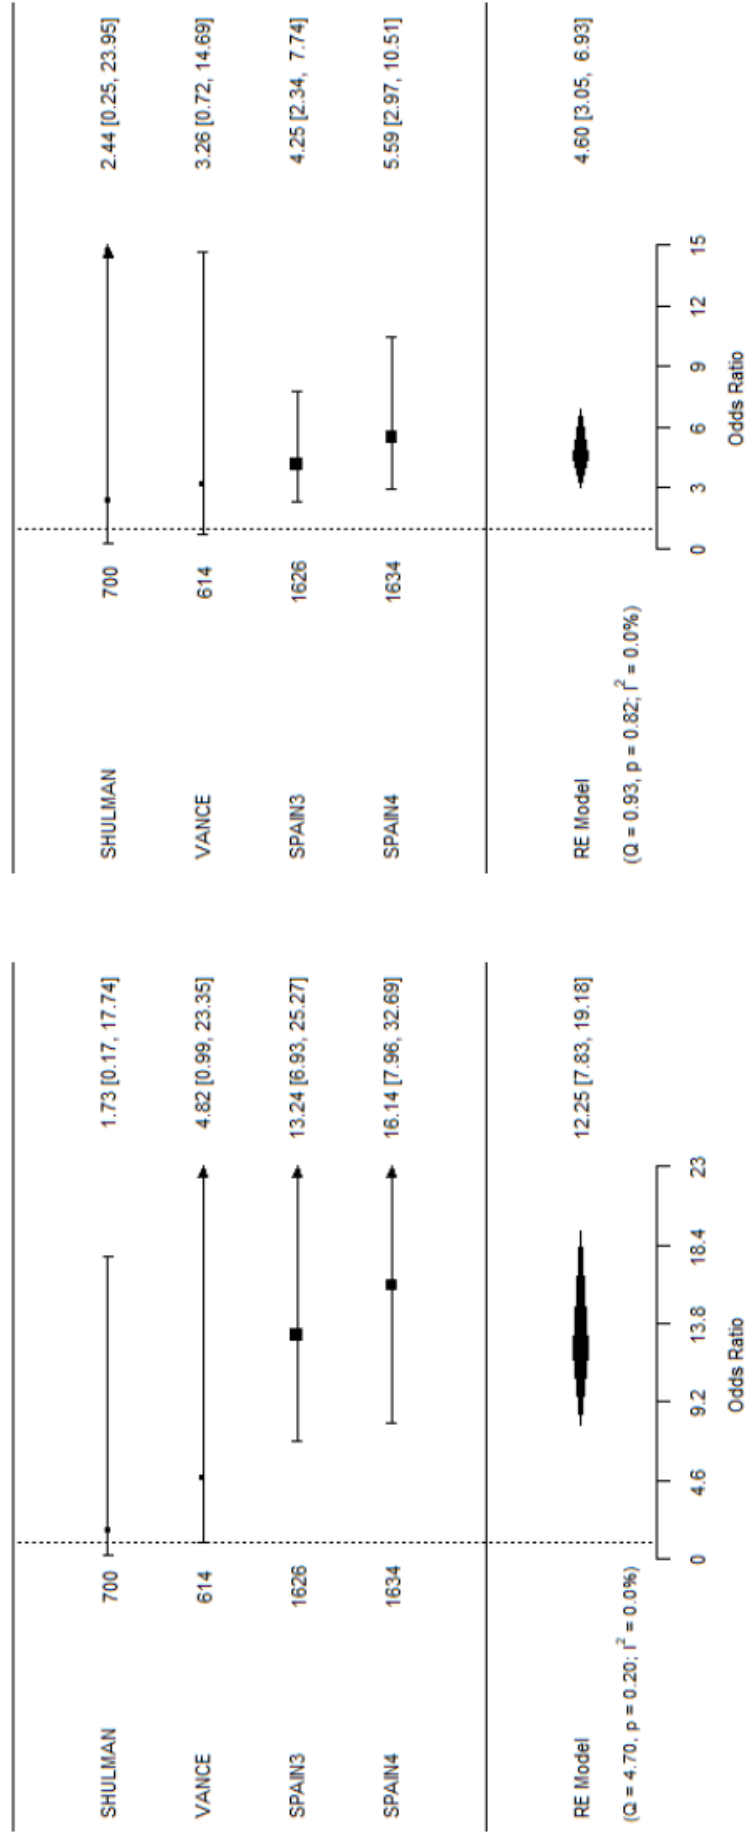 SHULMAN 700 1.73 [0.17, 17.74]
VANCE 614 4.82 [0.99, 23.35]
SPAIN3 1626 13.24 [6.93, 25.27]
SPAIN4 1634 16.14 [7.96, 32.69]
RE Model 12.25 [7.83, 19.18]
(Q = 4.70, p = 0.20; I² = 0.0%)
0 4.6 9.2 13.8 18.4 23
Odds Ratio
SHULMAN 700 2.44 [0.25, 23.95]
VANCE 614 3.26 [0.72, 14.69]
SPAIN3 1626 4.25 [2.34, 7.74]
SPAIN4 1634 5.59 [2.97, 10.51]
RE Model 4.60 [3.05, 6.93]
(Q = 0.93, p = 0.82; I² = 0.0%)
0 3 6 9 12 15
Odds Ratio